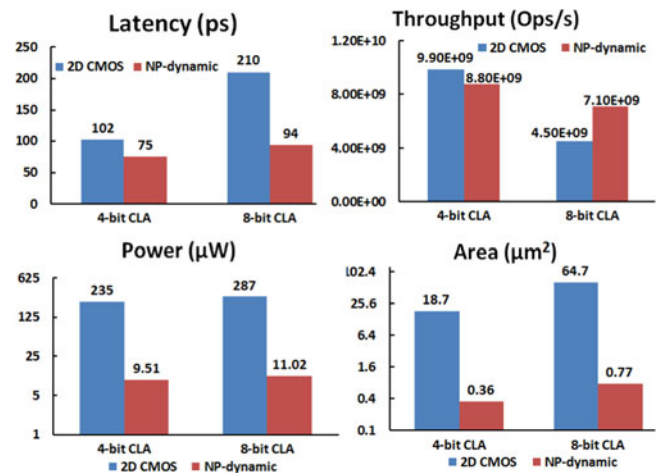 Latency (ps)
250
200
150
100
50
0
2D CMOS
NP-dynamic
102
75
210
94
4-bit CLA
8-bit CLA
Throughput (Ops/s)
1.20E+10
8.00E+09
4.00E+09
0.00E+00
2D CMOS
NP-dynamic
9.90E+09
8.80E+09
4.50E+09
7.10E+09
4-bit CLA
8-bit CLA
Power (µW)
625
125
25
5
1
235
9.51
287
11.02
4-bit CLA
8-bit CLA
2D CMOS
NP-dynamic
Area (µm²)
102.4
25.6
6.4
1.6
0.4
0.1
18.7
0.36
64.7
0.77
4-bit CLA
8-bit CLA
2D CMOS
NP-dynamic